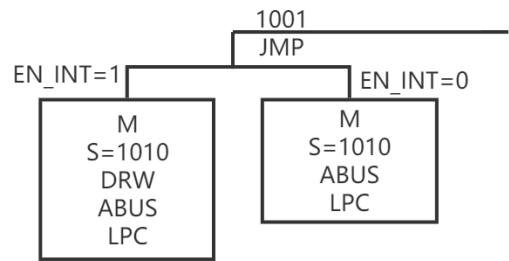 1001
JMP
EN_INT=1
EN_INT=0
M
S=1010
DRW
ABUS
LPC
M
S=1010
ABUS
LPC